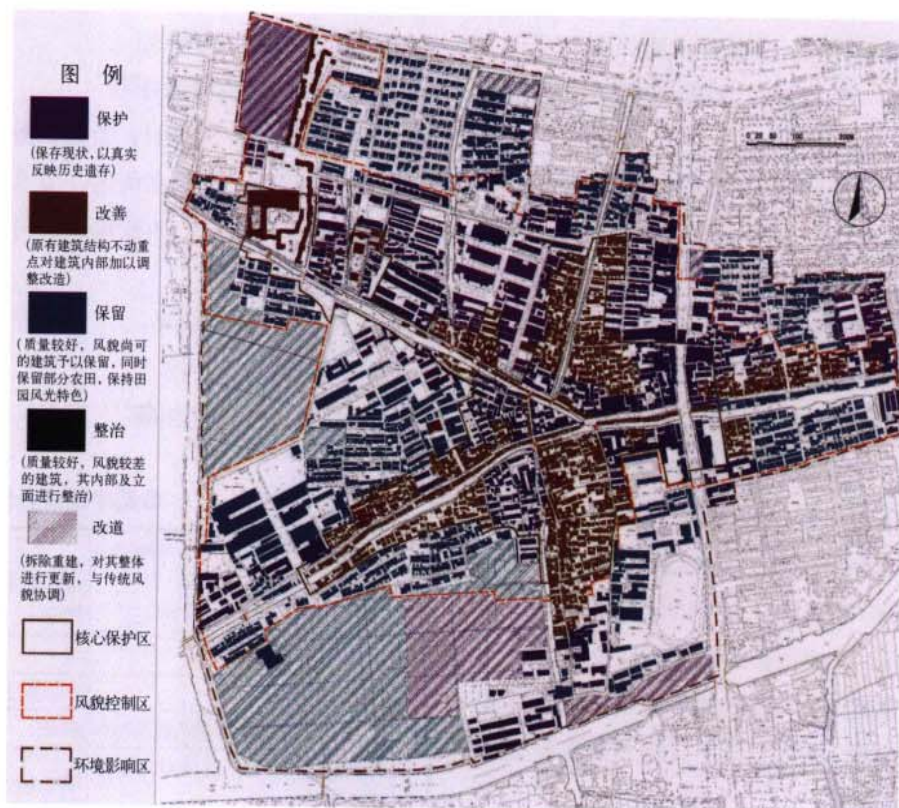 图 例
保护
(保存现状，以真实
反映历史遗存)
改善
(原有建筑结构不动重
点对建筑内部加以调
整改造)
保留
(质量较好、风貌尚可
的建筑予以保留，同时
保留部分农田，保持田
园风光特色)
整治
(质量较好、风貌较差
的建筑，其内部及立
面进行整治)
改道
(拆除重建，对其整体
进行更新，与传统风
貌协调)
核心保护区
风貌控制区
环境影响区